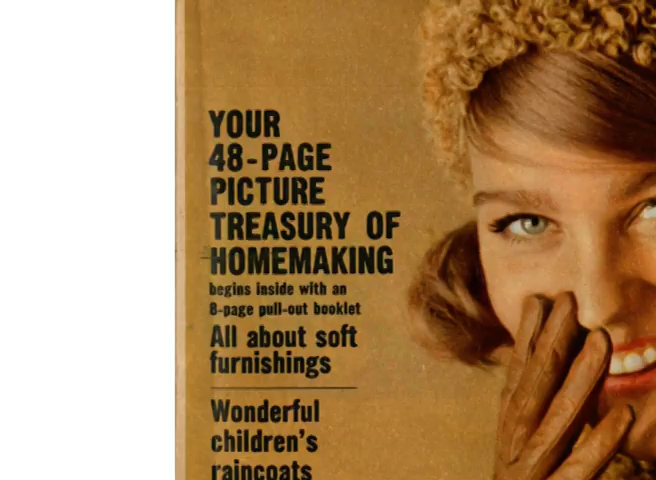 YOUR
48-PAGE
PICTURE
TREASURY OF
HOMEMAKING
begins inside with an
8-page pull-out booklet
All about soft
furnishings
Wonderful
children's
raincoats